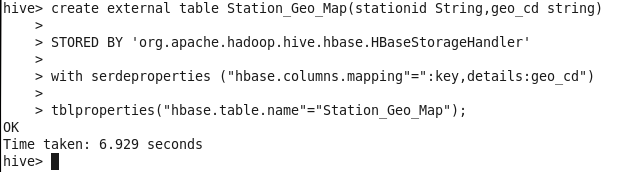 hive> create external table Station_Geo_Map(stationid String,geo_cd string)
    >
    > STORED BY 'org.apache.hadoop.hive.hbase.HBaseStorageHandler'
    >
    > with serdeproperties ("hbase.columns.mapping"=":key,details:geo_cd")
    >
    > tblproperties("hbase.table.name"="Station_Geo_Map");
OK
Time taken: 6.929 seconds
hive>